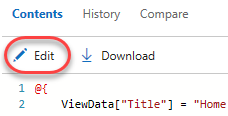 Contents History Compare
Edit Download
1 @{
2 ViewData["Title"] = "Home